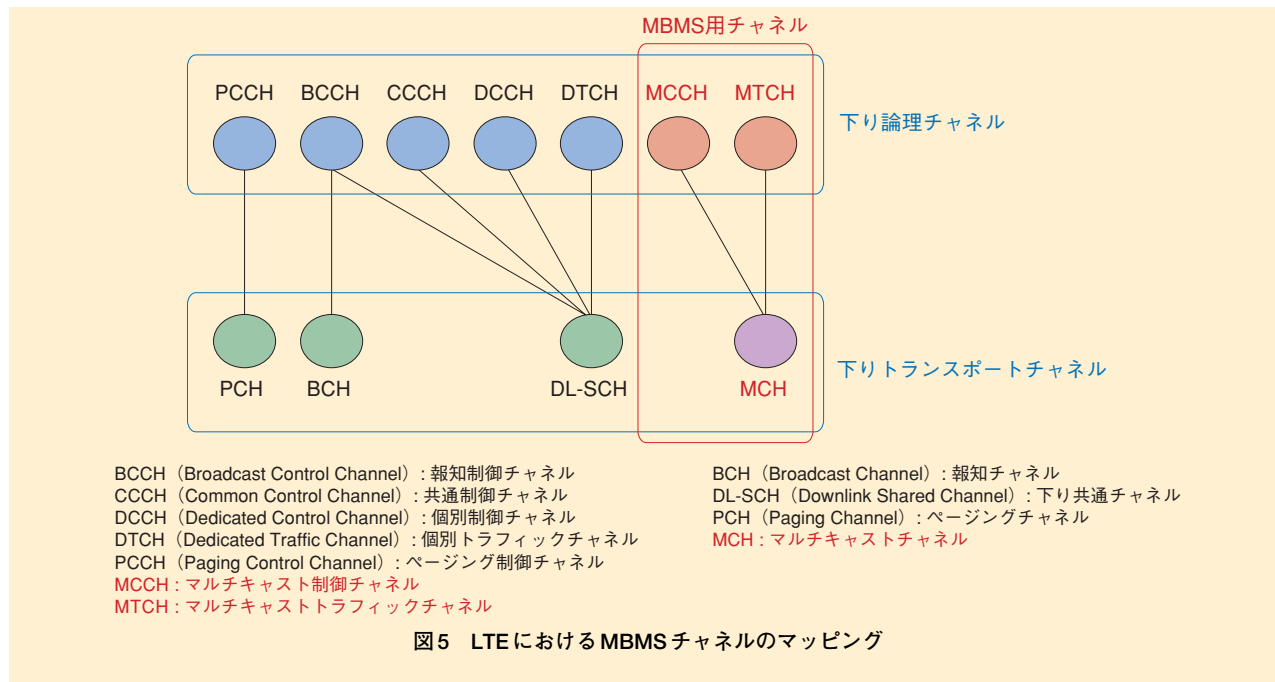 MBMS用チャネル
PCCH BCCH CCCH DCCH DTCH MCCH MTCH
下り論理チャネル
下りトランスポートチャネル
PCH BCH DL-SCH MCH
BCCH（Broadcast Control Channel）: 報知制御チャネル
CCCH（Common Control Channel）: 共通制御チャネル
DCCH（Dedicated Control Channel）: 個別制御チャネル
DTCH（Dedicated Traffic Channel）: 個別トラフィックチャネル
PCCH（Paging Control Channel）: ページング制御チャネル
MCCH : マルチキャスト制御チャネル
MTCH : マルチキャストトラフィックチャネル
BCH（Broadcast Channel）: 報知チャネル
DL-SCH（Downlink Shared Channel）: 下り共通チャネル
PCH（Paging Channel）: ページングチャネル
MCH : マルチキャストチャネル
図5 LTEにおけるMBMSチャネルのマッピング